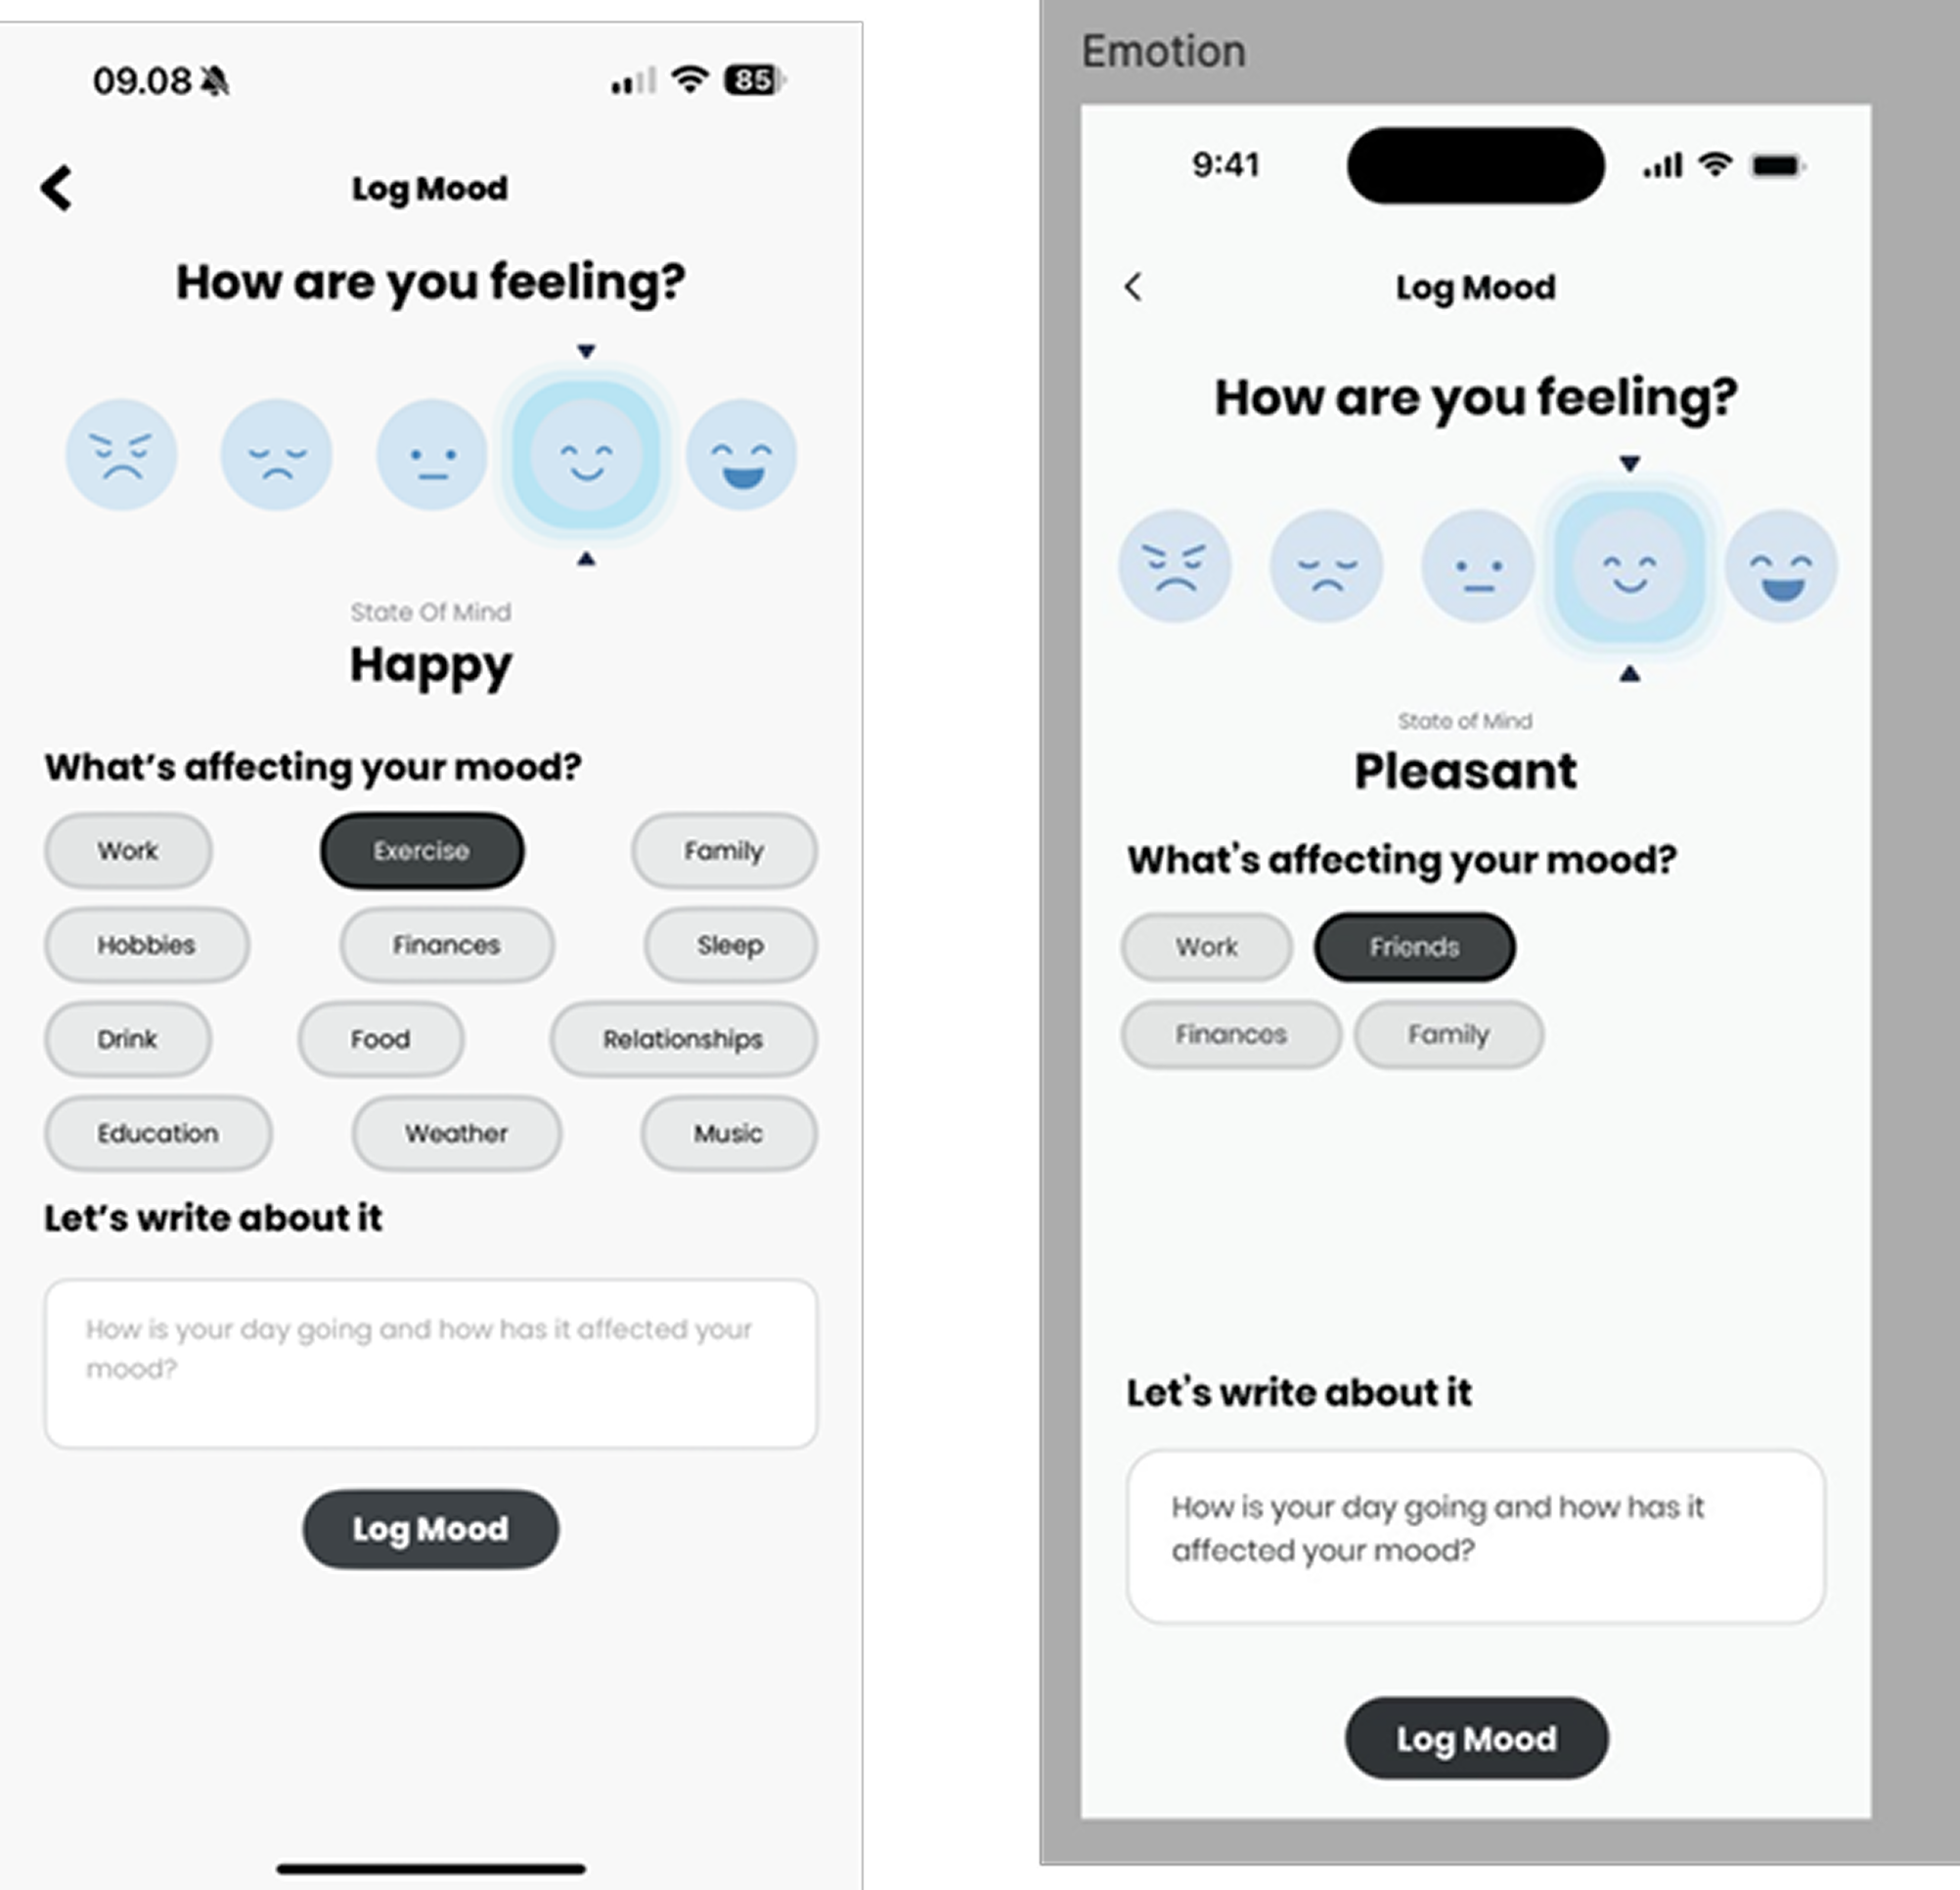 09.08
85
Log Mood
How are you feeling?
State Of Mind
Happy
What's affecting your mood?
Work
Exercise
Family
Hobbies
Finances
Sleep
Drink
Food
Relationships
Education
Weather
Music
Let's write about it
How is your day going and how has it affected your
mood?
Log Mood
Emotion
9:41
Log Mood
How are you feeling?
State of Mind
Pleasant
What's affecting your mood?
Work
Friends
Finances
Family
Let's write about it
How is your day going and how has it
affected your mood?
Log Mood